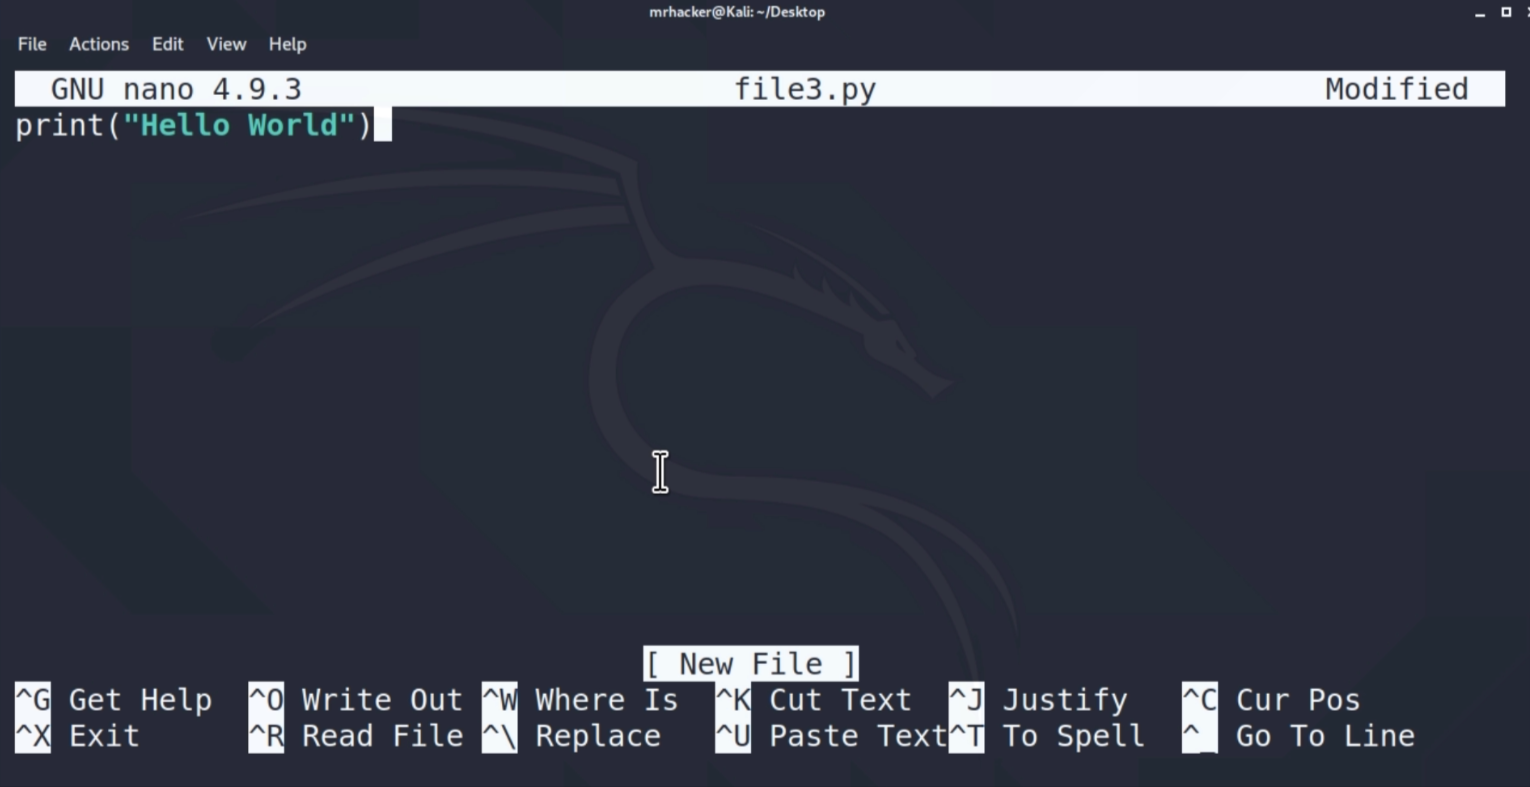 mrhacker@Kali: ~/Desktop
File Actions Edit View Help
GNU nano 4.9.3 file3.py Modified
print("Hello World")
[ New File ]
^G Get Help ^O Write Out ^W Where Is ^K Cut Text ^J Justify ^C Cur Pos
^X Exit ^R Read File ^\ Replace ^U Paste Text^T To Spell ^_ Go To Line